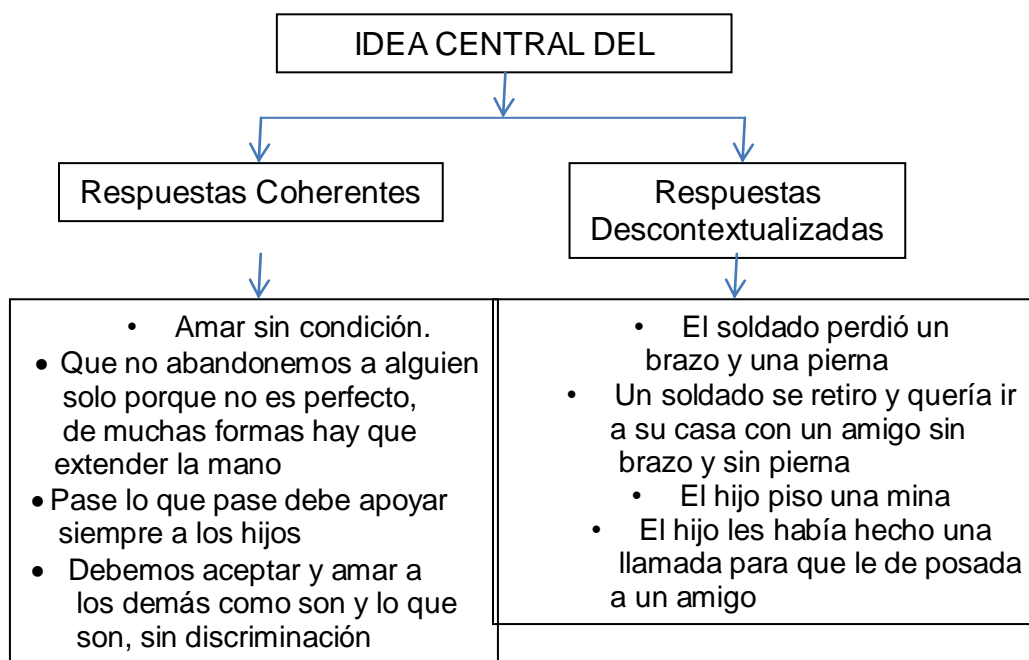 IDEA CENTRAL DEL
Respuestas Coherentes
Respuestas
Descontextualizadas
• Amar sin condición.
• Que no abandonemos a alguien
solo porque no es perfecto,
de muchas formas hay que
extender la mano
• Pase lo que pase debe apoyar
siempre a los hijos
• Debemos aceptar y amar a
los demás como son y lo que
son, sin discriminación
• El soldado perdió un
brazo y una pierna
• Un soldado se retiro y quería ir
a su casa con un amigo sin
brazo y sin pierna
• El hijo piso una mina
• El hijo les había hecho una
llamada para que le de posada
a un amigo